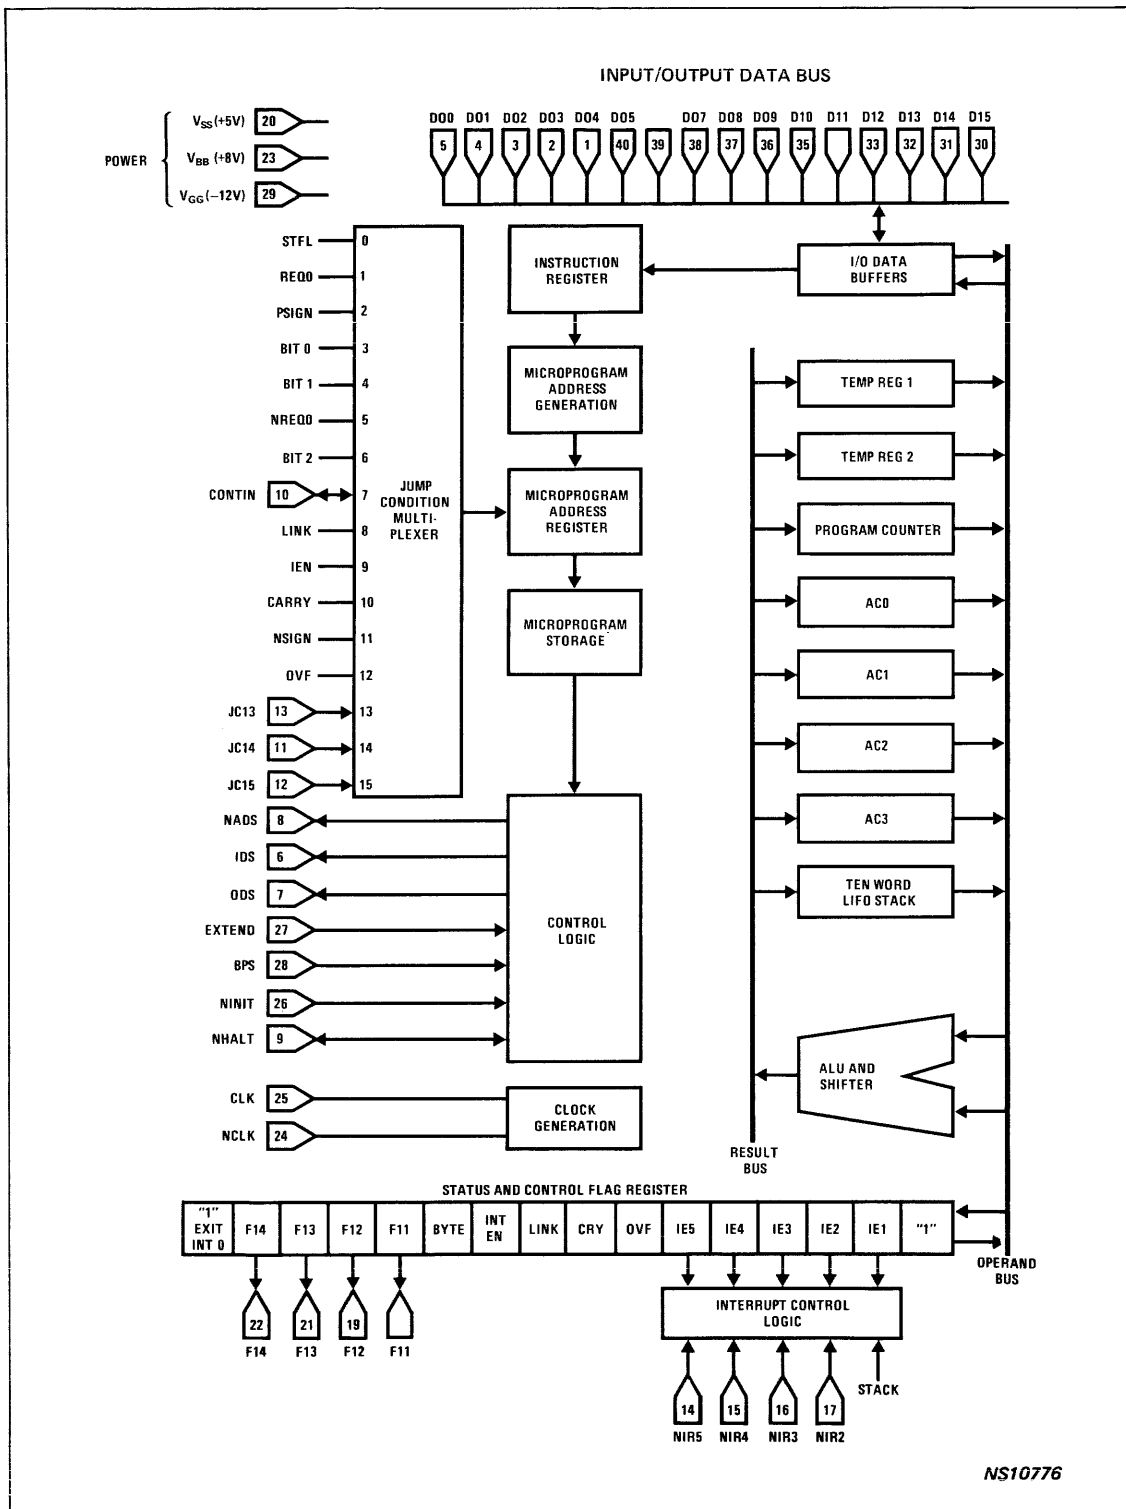 INPUT/OUTPUT DATA BUS
POWER
VSS (+5V) 20
VBB (+8V) 23
VGG (−12V) 29
D00 D01 D02 D03 D04 D05 D07 D08 D09 D10 D11 D12 D13 D14 D15
5 4 3 2 1 40 39 38 37 36 35 33 32 31 30
STFL 0
REQ0 1
PSIGN 2
BIT 0 3
BIT 1 4
NREQ0 5
BIT 2 6
CONTIN 10 7
LINK 8
IEN 9
CARRY 10
NSIGN 11
OVF 12
JC13 13 13
JC14 11 14
JC15 12 15
JUMP
CONDITION
MULTI-
PLEXER
INSTRUCTION
REGISTER
MICROPROGRAM
ADDRESS
GENERATION
MICROPROGRAM
ADDRESS
REGISTER
MICROPROGRAM
STORAGE
I/O DATA
BUFFERS
TEMP REG 1
TEMP REG 2
PROGRAM COUNTER
AC0
AC1
AC2
AC3
TEN WORD
LIFO STACK
NADS 8
IDS 6
ODS 7
EXTEND 27
BPS 28
NINIT 26
NHALT 9
CONTROL
LOGIC
CLK 25
NCLK 24
CLOCK
GENERATION
ALU AND
SHIFTER
RESULT
BUS
STATUS AND CONTROL FLAG REGISTER
"1"
EXIT
INT 0
F14 F13 F12 F11 BYTE
INT
EN
LINK CRY OVF IE5 IE4 IE3 IE2 IE1 "1"
OPERAND
BUS
22 21 19
F14 F13 F12 F11
INTERRUPT CONTROL
LOGIC
STACK
14 15 16 17
NIR5 NIR4 NIR3 NIR2
NS10776